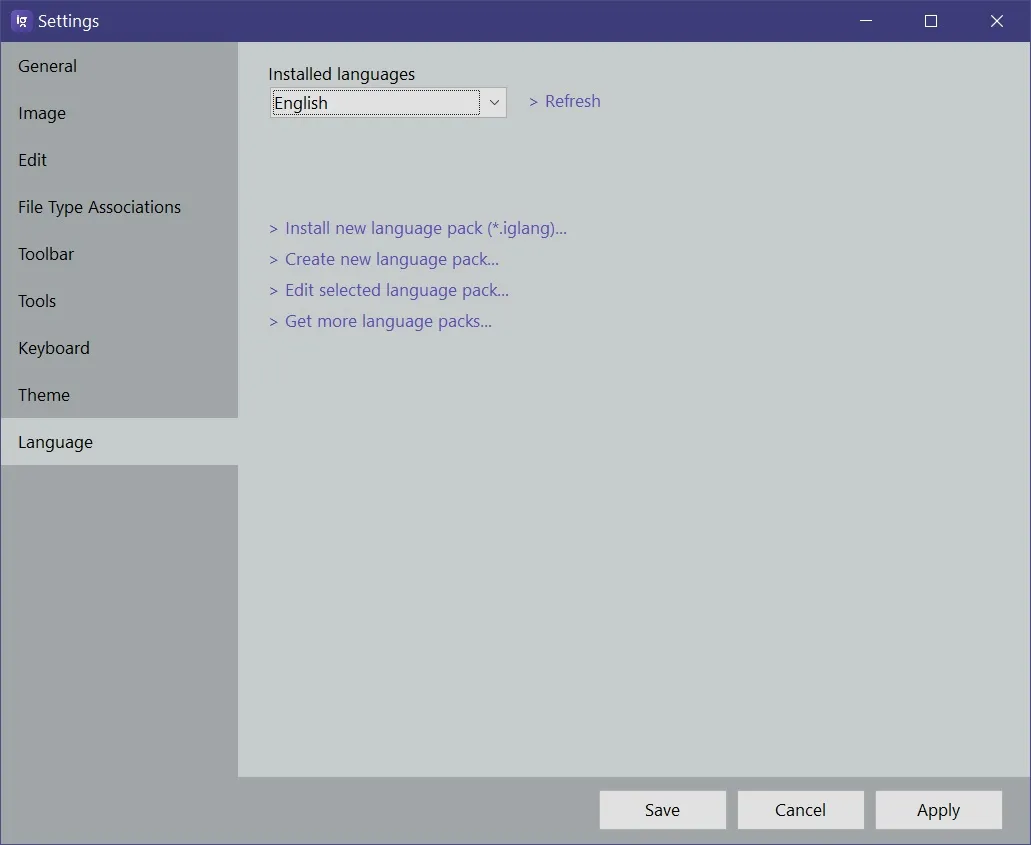 Ig Settings
General
Image
Edit
File Type Associations
Toolbar
Tools
Keyboard
Theme
Language
Installed languages
English
> Refresh
> Install new language pack (*.iglang)...
> Create new language pack...
> Edit selected language pack...
> Get more language packs...
Save
Cancel
Apply